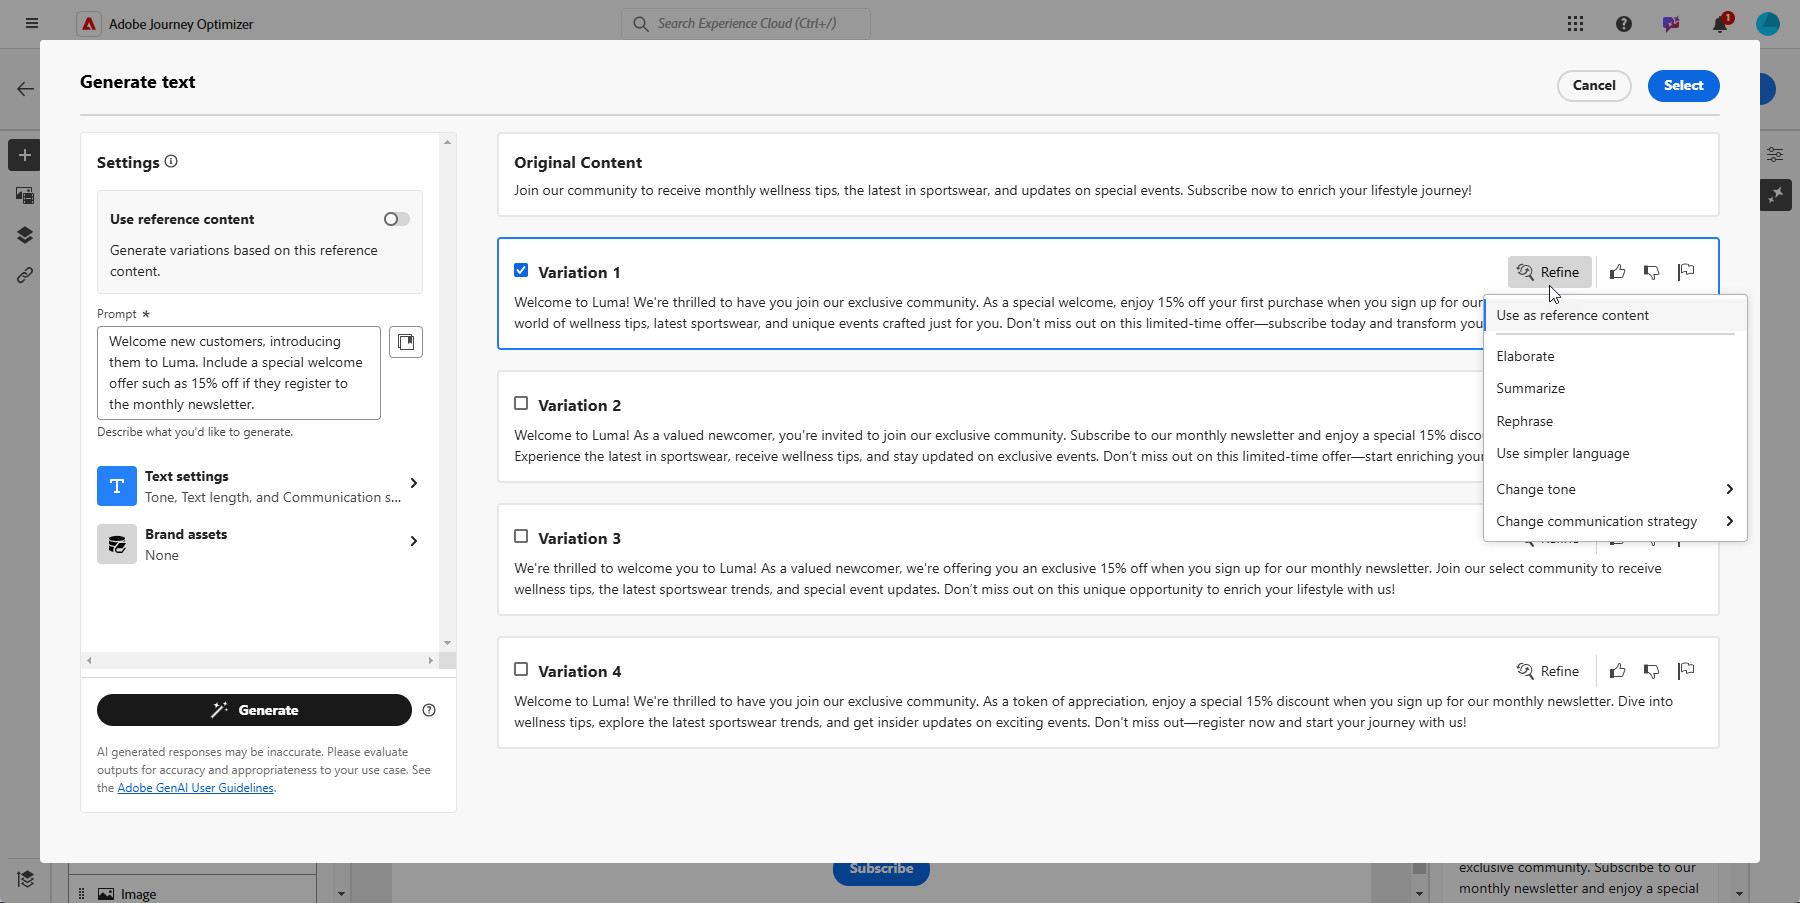 Adobe Journey Optimizer
Search Experience Cloud (Ctrl+/)
1
Generate text
Cancel
Select
Settings
Use reference content
Generate variations based on this reference
content.
Prompt *
Welcome new customers, introducing
them to Luma. Include a special welcome
offer such as 15% off if they register to
the monthly newsletter.
Describe what you'd like to generate.
T
Text settings
Tone, Text length, and Communication s...
Brand assets
None
Generate
AI generated responses may be inaccurate. Please evaluate
outputs for accuracy and appropriateness to your use case. See
the Adobe GenAI User Guidelines.
Original Content
Join our community to receive monthly wellness tips, the latest in sportswear, and updates on special events. Subscribe now to enrich your lifestyle journey!
Variation 1
Refine
Welcome to Luma! We're thrilled to have you join our exclusive community. As a special welcome, enjoy 15% off your first purchase when you sign up for our
world of wellness tips, latest sportswear, and unique events crafted just for you. Don't miss out on this limited-time offer—subscribe today and transform you
Use as reference content
Elaborate
Summarize
Rephrase
Use simpler language
Change tone
Change communication strategy
Variation 2
Welcome to Luma! As a valued newcomer, you're invited to join our exclusive community. Subscribe to our monthly newsletter and enjoy a special 15% disco
Experience the latest in sportswear, receive wellness tips, and stay updated on exclusive events. Don’t miss out on this limited-time offer—start enriching you
Variation 3
We're thrilled to welcome you to Luma! As a valued newcomer, we're offering you an exclusive 15% off when you sign up for our monthly newsletter. Join our select community to receive
wellness tips, the latest sportswear trends, and special event updates. Don’t miss out on this unique opportunity to enrich your lifestyle with us!
Variation 4
Refine
Welcome to Luma! We're thrilled to have you join our exclusive community. As a token of appreciation, enjoy a special 15% discount when you sign up for our monthly newsletter. Dive into
wellness tips, explore the latest sportswear trends, and get insider updates on exciting events. Don't miss out—register now and start your journey with us!
Image
Subscribe
exclusive community. Subscribe to our
monthly newsletter and enjoy a special